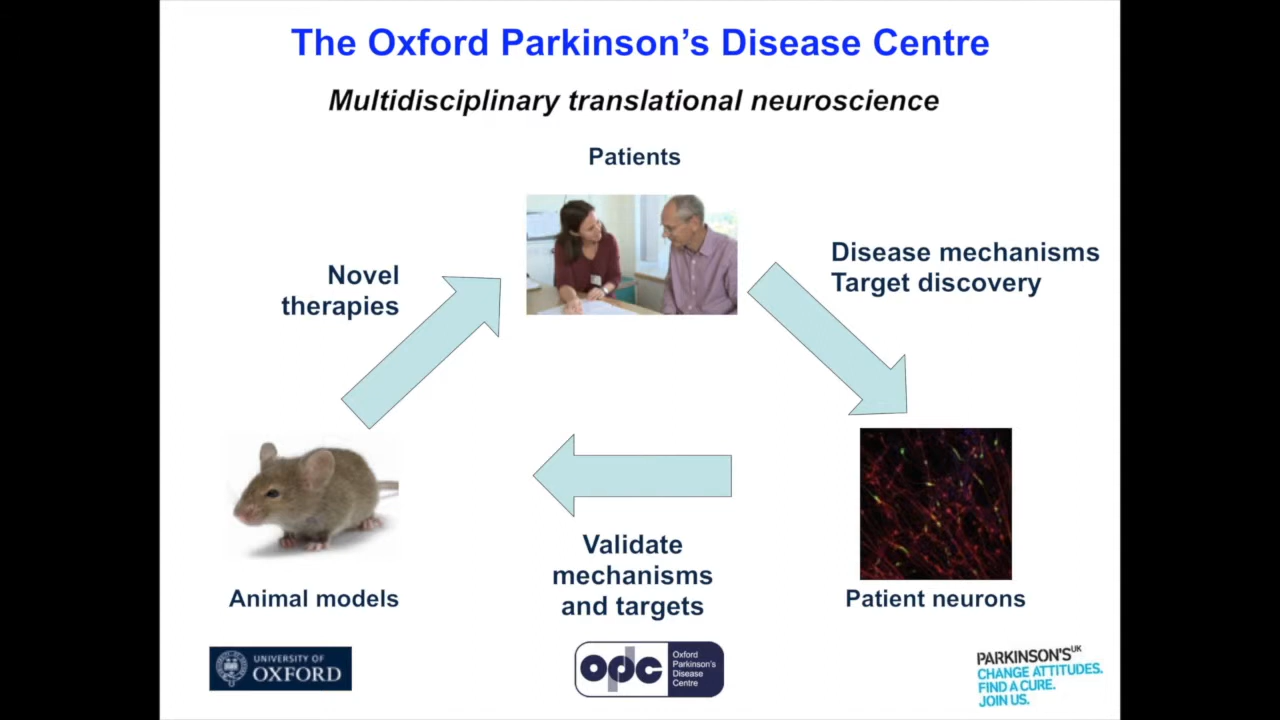 The Oxford Parkinson’s Disease Centre
Multidisciplinary translational neuroscience
Patients
Disease mechanisms
Target discovery
Novel
therapies
Validate
mechanisms
and targets
Animal models
Patient neurons
UNIVERSITY OF
OXFORD
opdc
Oxford
Parkinson's
Disease
Centre
PARKINSON'S UK
CHANGE ATTITUDES.
FIND A CURE.
JOIN US.